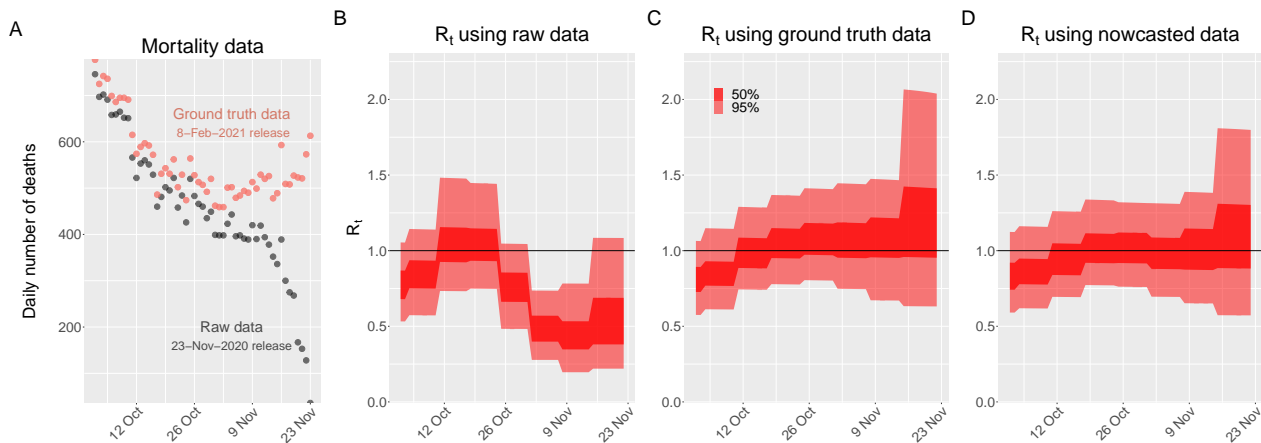 A
Mortality data
Daily number of deaths
600
400
200
Ground truth data
8−Feb−2021 release
Raw data
23−Nov−2020 release
12 Oct
26 Oct
9 Nov
23 Nov
B
Rt using raw data
Rt
2.0
1.5
1.0
0.5
0.0
12 Oct
26 Oct
9 Nov
23 Nov
C
Rt using ground truth data
50%
95%
2.0
1.5
1.0
0.5
0.0
12 Oct
26 Oct
9 Nov
23 Nov
D
Rt using nowcasted data
2.0
1.5
1.0
0.5
0.0
12 Oct
26 Oct
9 Nov
23 Nov